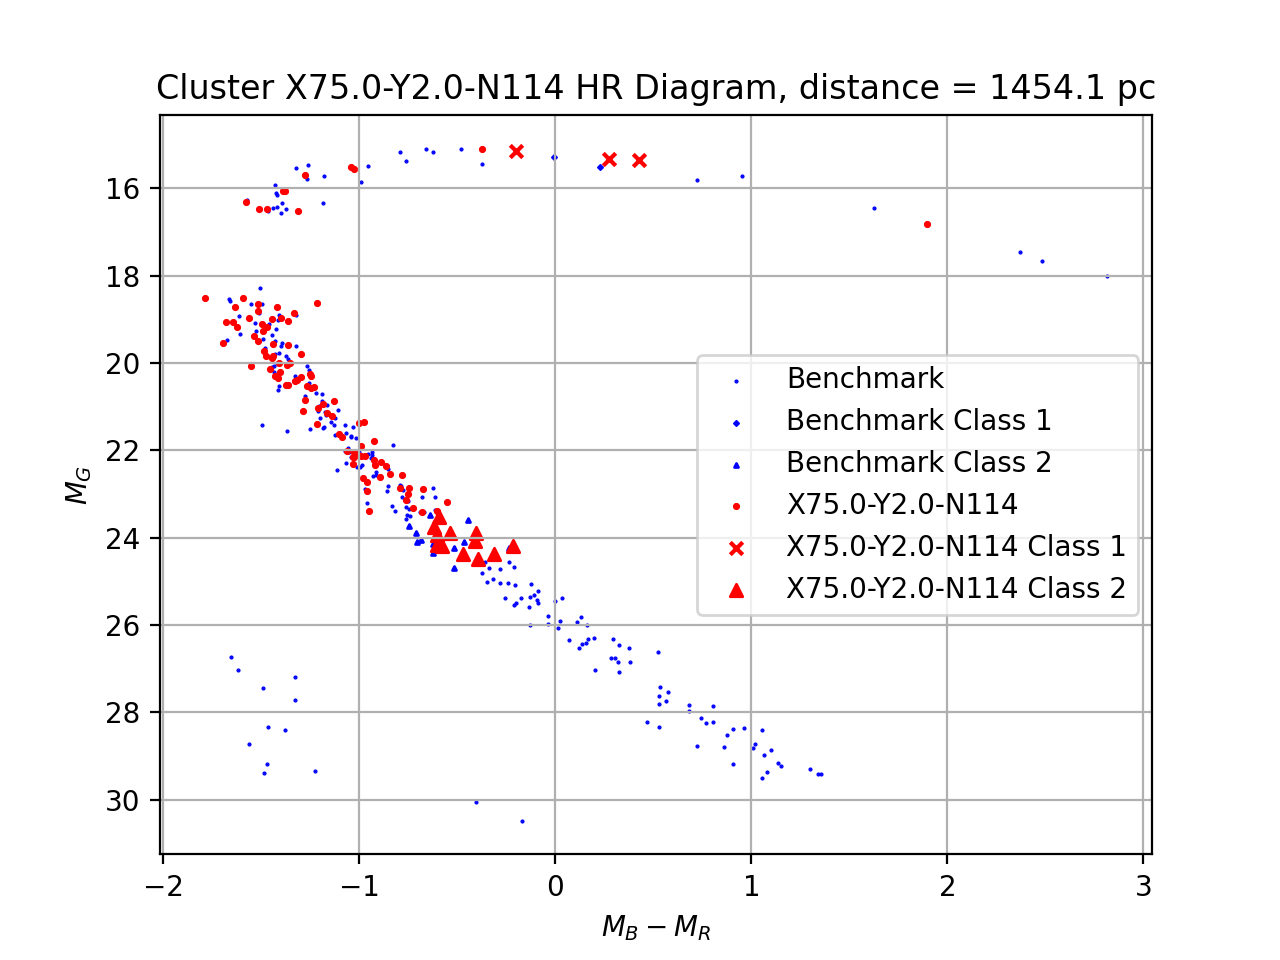 Cluster X75.0-Y2.0-N114 HR Diagram, distance = 1454.1 pc
M_G
16
18
20
22
24
26
28
30
Benchmark
Benchmark Class 1
Benchmark Class 2
X75.0-Y2.0-N114
X75.0-Y2.0-N114 Class 1
X75.0-Y2.0-N114 Class 2
−2 −1 0 1 2 3
M_B − M_R